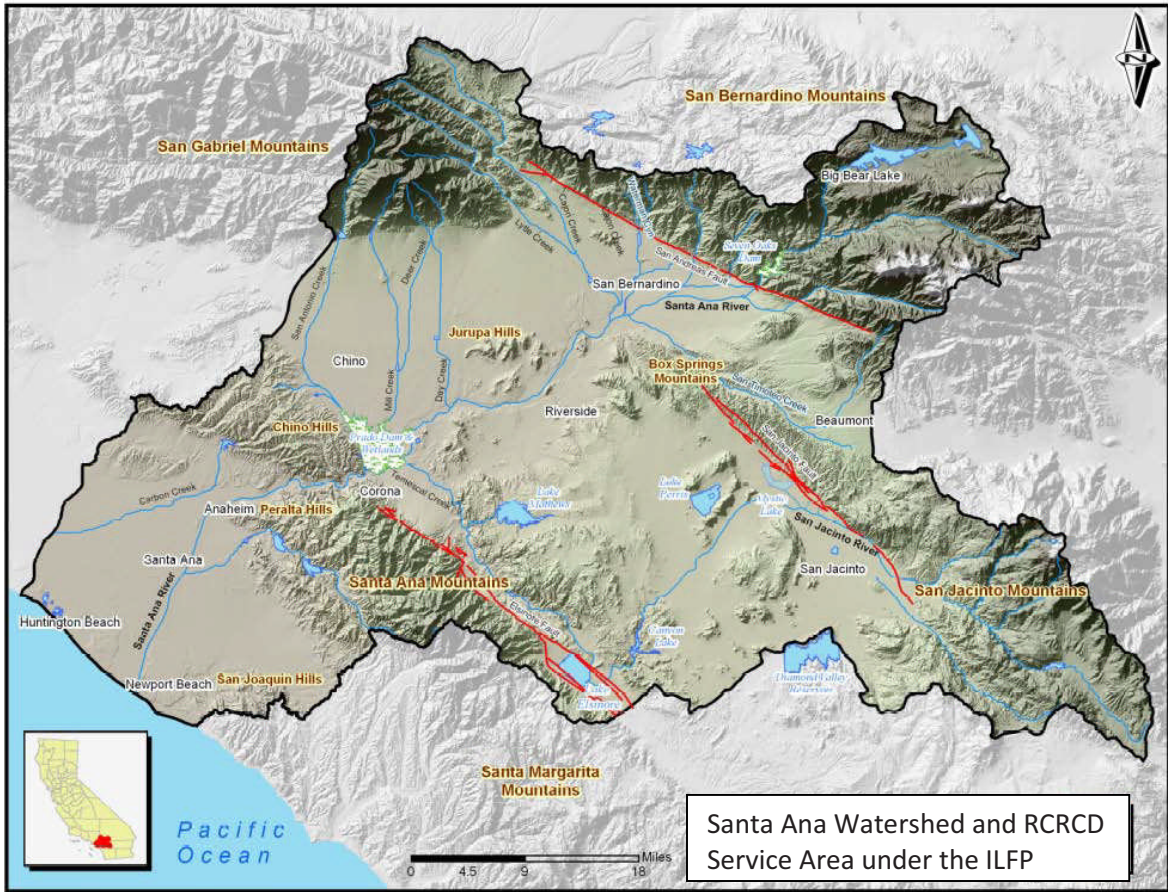 San Bernardino Mountains
San Gabriel Mountains
Big Bear Lake
Cajon Creek
Lytle Creek
Deer Creek
Seven Oaks
Dam
San Andreas Fault
San Bernardino
Santa Ana River
San Antonio Creek
Jurupa Hills
Chino
Mill Creek
Day Creek
Box Springs
Mountains
San Timoteo Creek
Riverside
Beaumont
Chino Hills
Prado Dam &
Wetlands
San Jacinto Fault
Carbon Creek
Temescal Creek
Corona
Lake
Mathews
Lake
Perris
Mystic
Lake
Anaheim
Peralta Hills
San Jacinto River
Santa Ana
San Jacinto
Santa Ana Mountains
San Jacinto Mountains
Elsinore Fault
Huntington Beach
Santa Ana River
Canyon
Lake
Diamond Valley
Reservoir
Newport Beach
San Joaquin Hills
Lake
Elsinore
Santa Margarita
Mountains
Pacific
Ocean
Miles
0 4.5 9 18
Santa Ana Watershed and RCRCD
Service Area under the ILFP
N